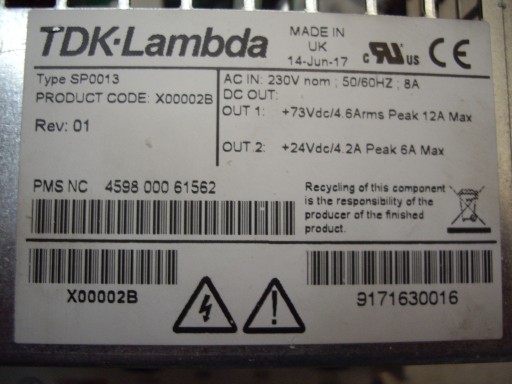 TDK·Lambda
MADE IN
UK
14-Jun-17
c RU US CE
Type SP0013
PRODUCT CODE: X00002B
Rev: 01
AC IN: 230V nom ; 50/60HZ ; 8A
DC OUT:
OUT 1: +73Vdc/4.6Arms Peak 12A Max
OUT 2: +24Vdc/4.2A Peak 6A Max
PMS NC 4598 000 61562
Recycling of this component
is the responsibility of the
producer of the finished
product.
X00002B
9171630016